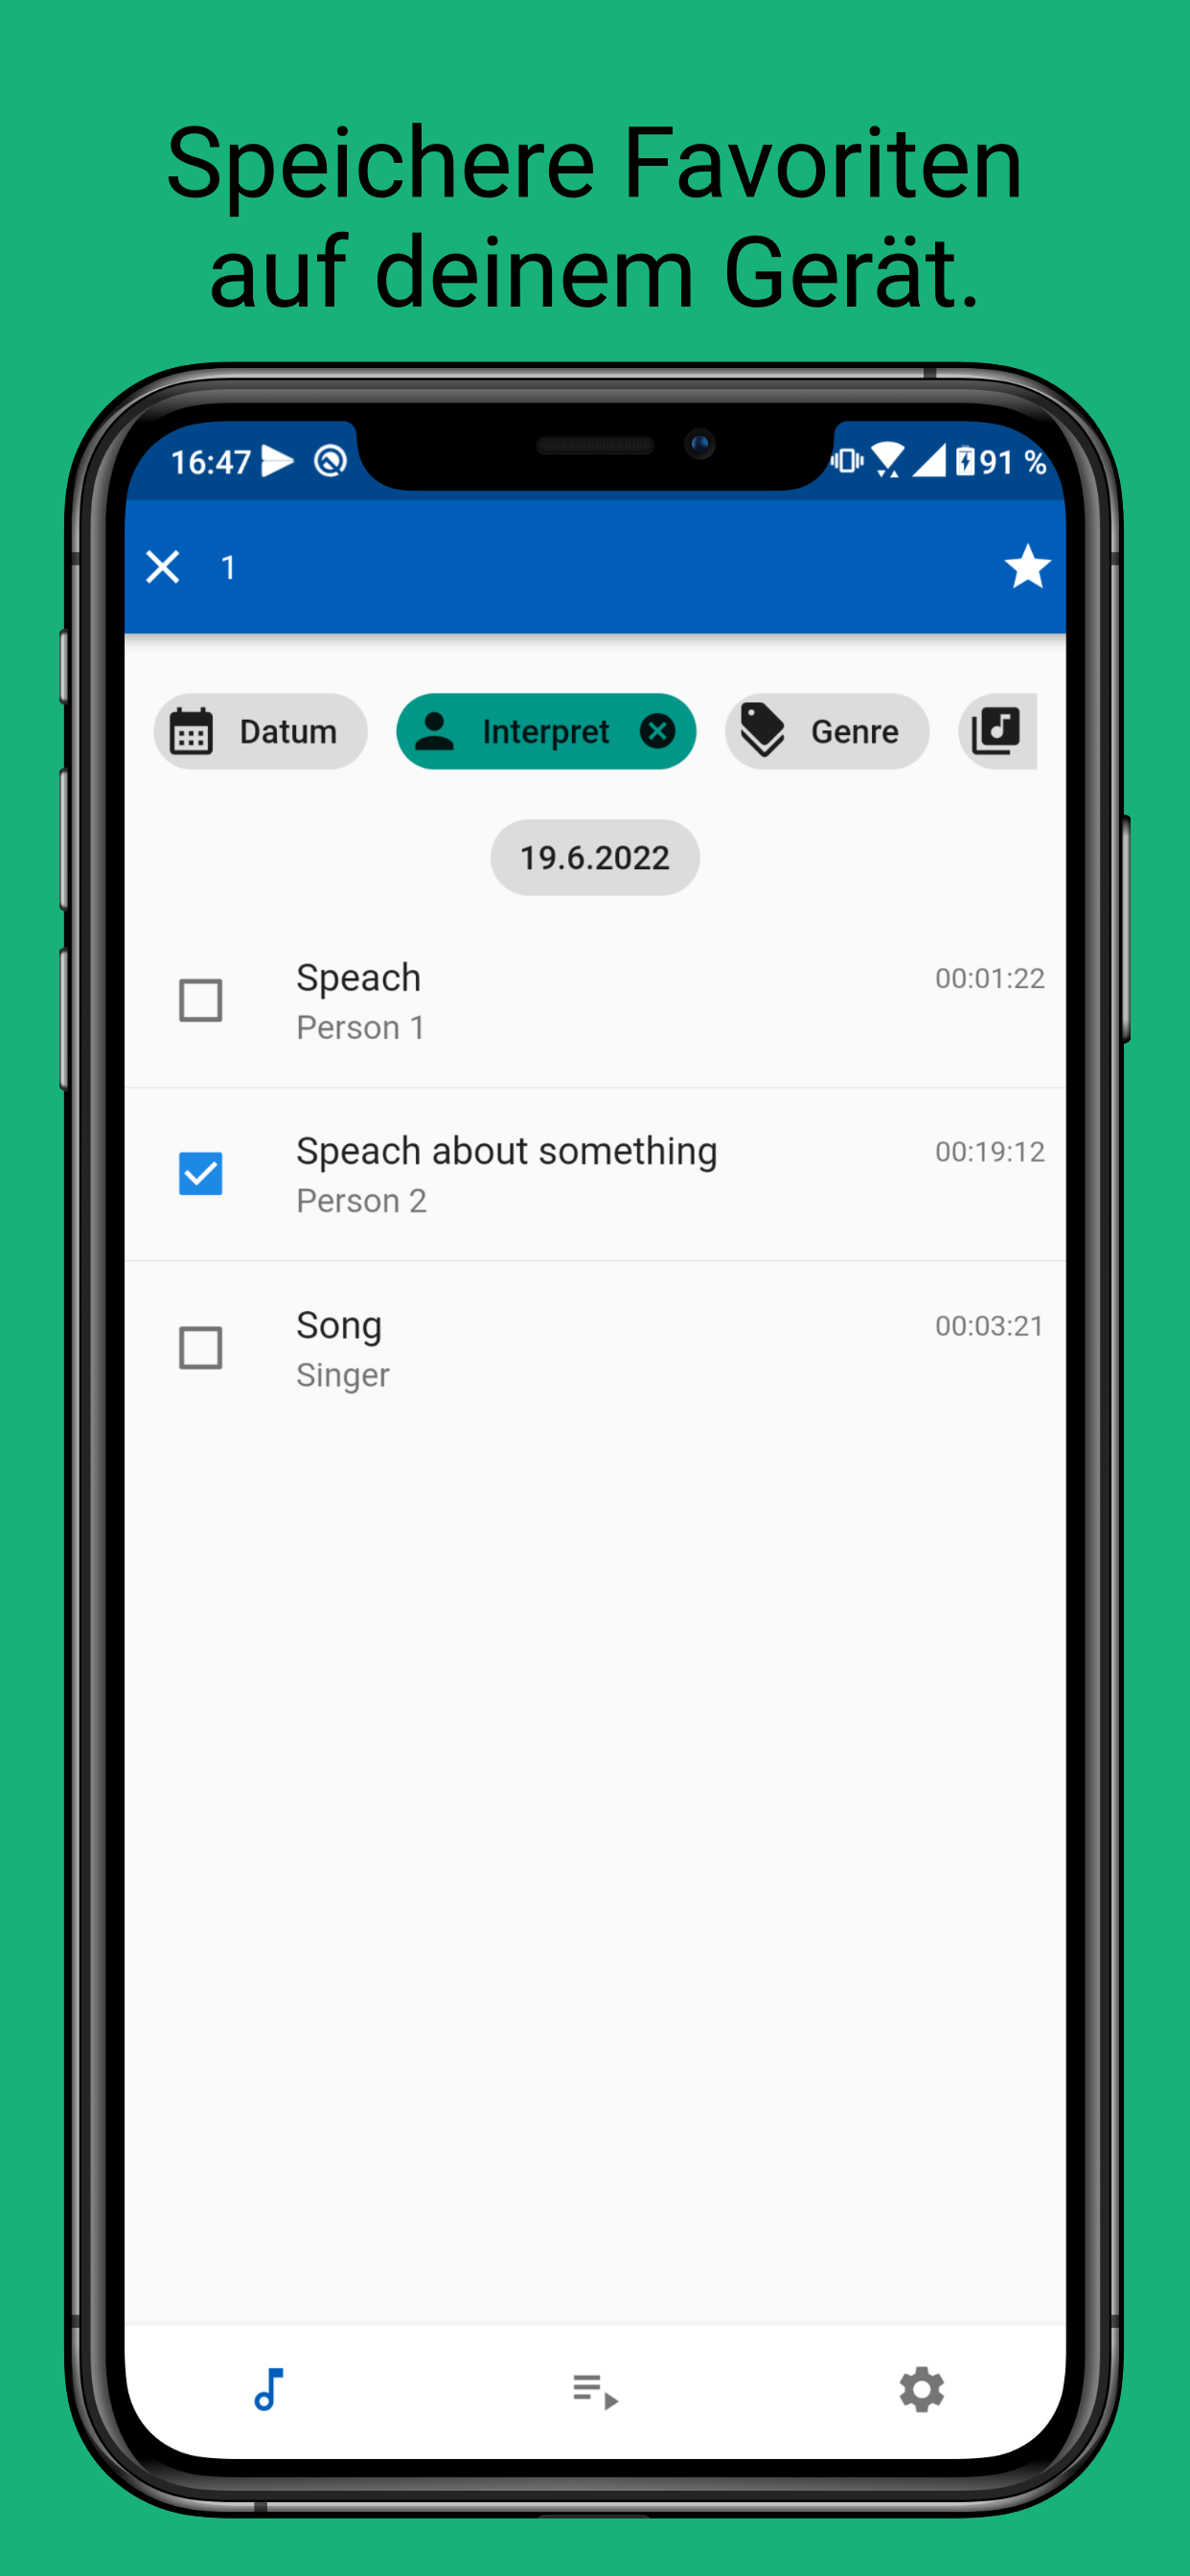 Speichere Favoriten
auf deinem Gerät.
16:47 91 %
1
Datum Interpret Genre
19.6.2022
Speach 00:01:22
Person 1
Speach about something 00:19:12
Person 2
Song 00:03:21
Singer